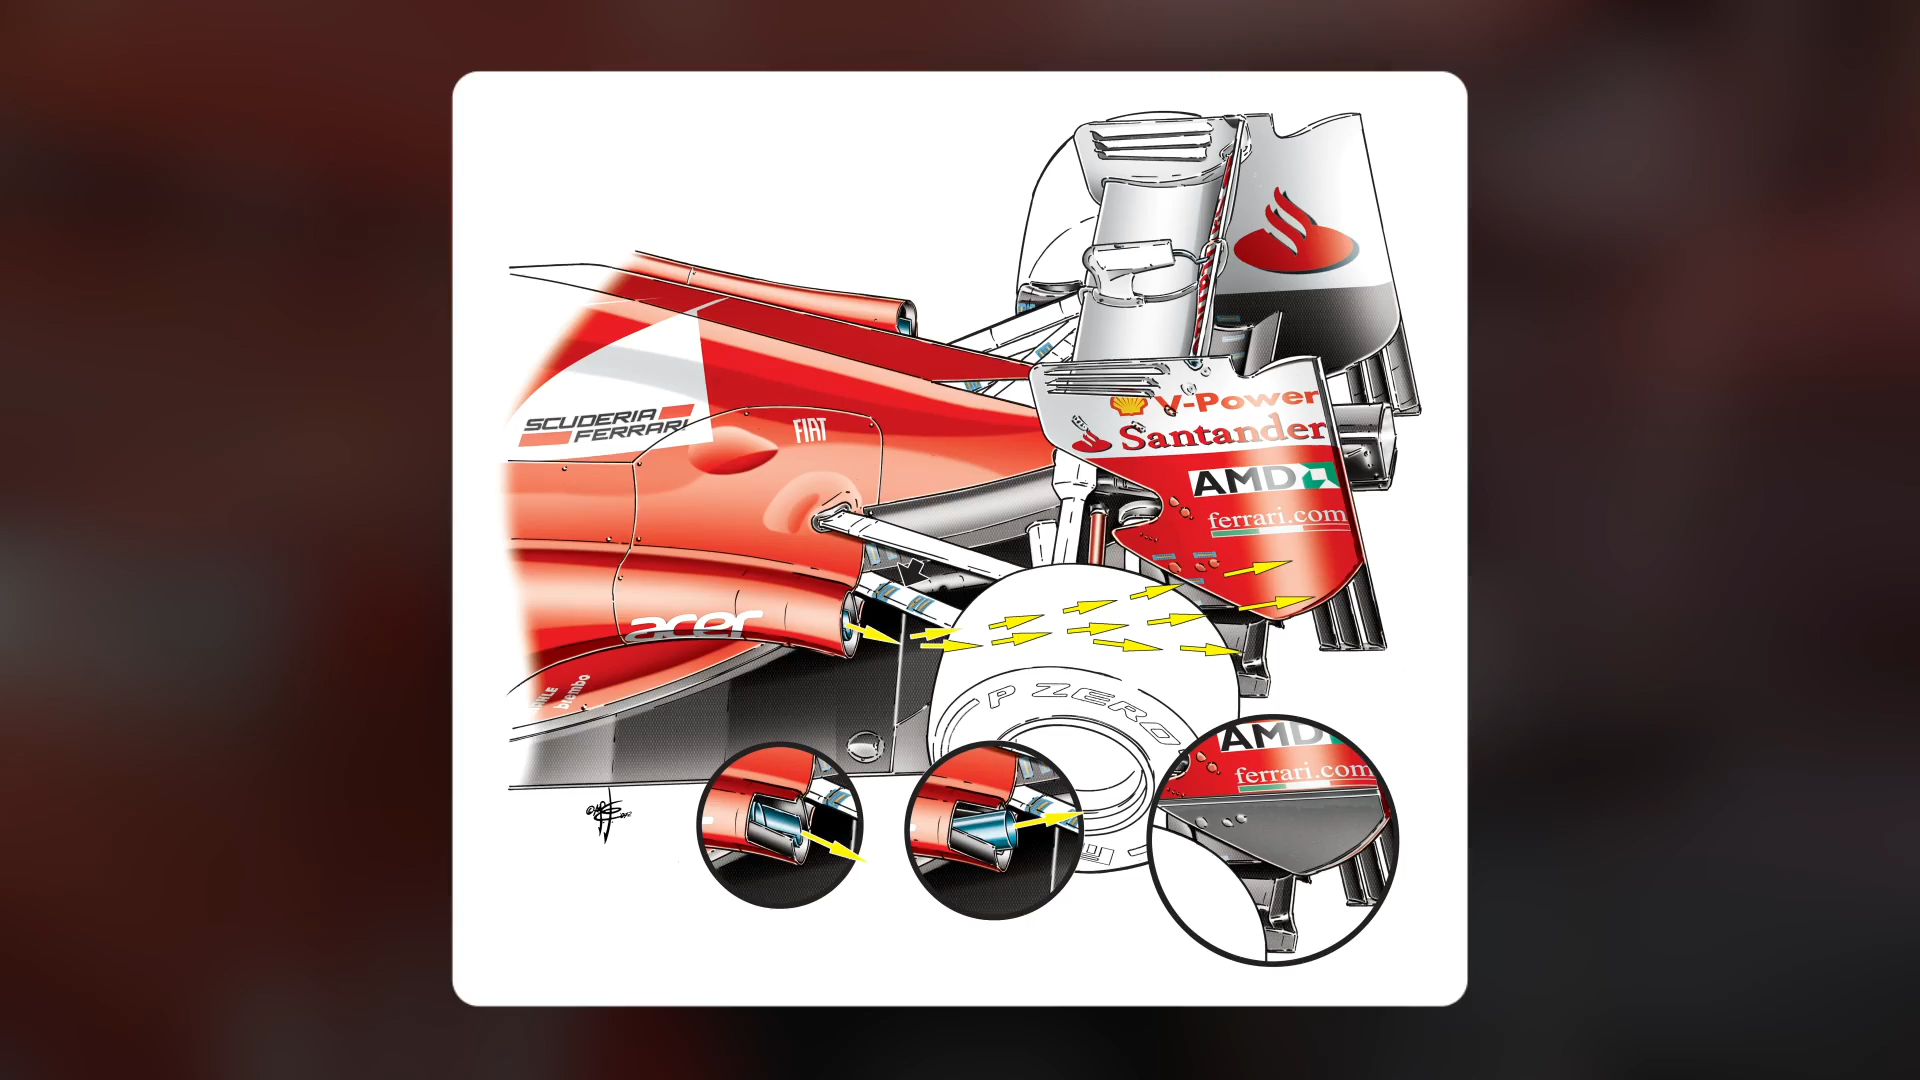 SCUDERIA
FERRARI
FIAT
acer
brembo
V-Power
Santander
AMD
ferrari.com
P ZERO
AMD
ferrari.com